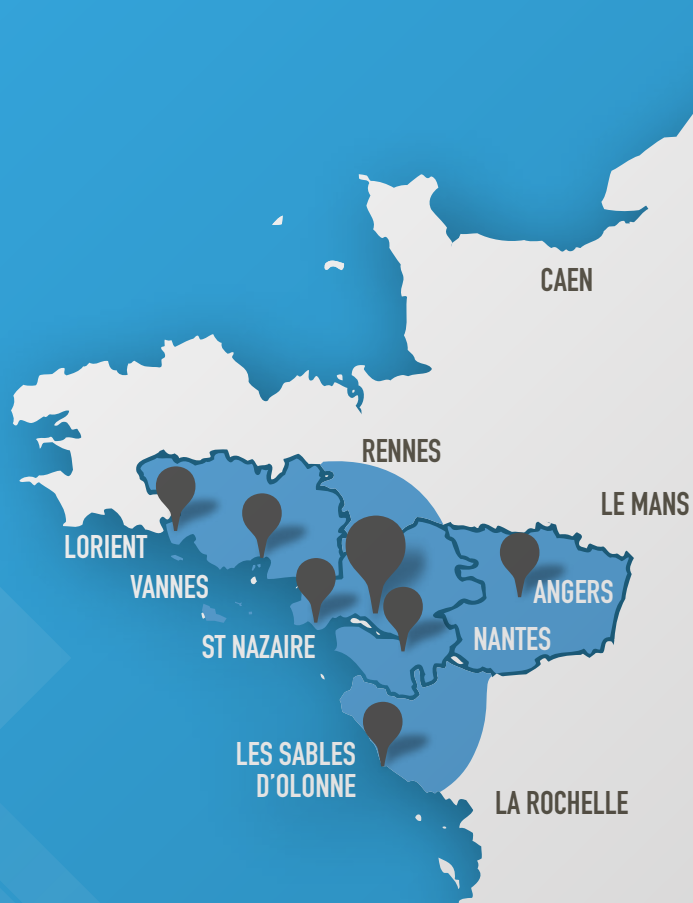 CAEN
RENNES
LE MANS
LORIENT
VANNES
ANGERS
ST NAZAIRE
NANTES
LES SABLES
D'OLONNE
LA ROCHELLE